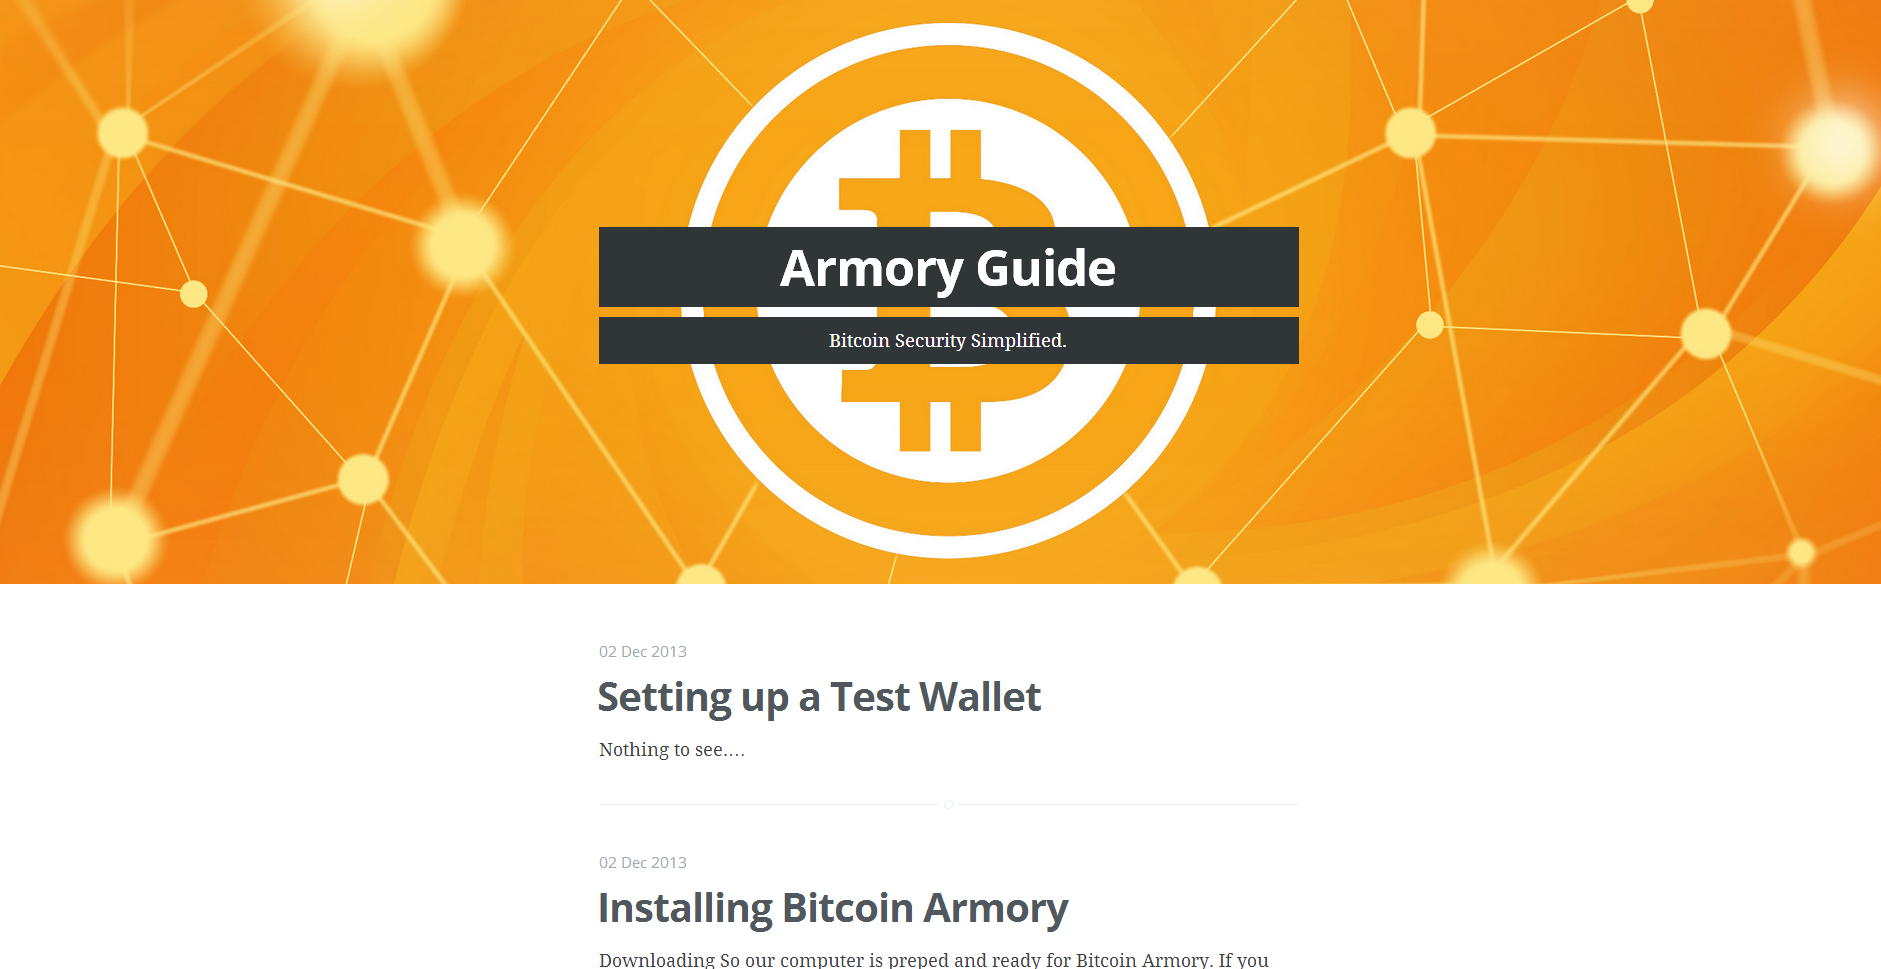 Armory Guide
Bitcoin Security Simplified.
02 Dec 2013
Setting up a Test Wallet
Nothing to see….
02 Dec 2013
Installing Bitcoin Armory
Downloading So our computer is preped and ready for Bitcoin Armory. If you